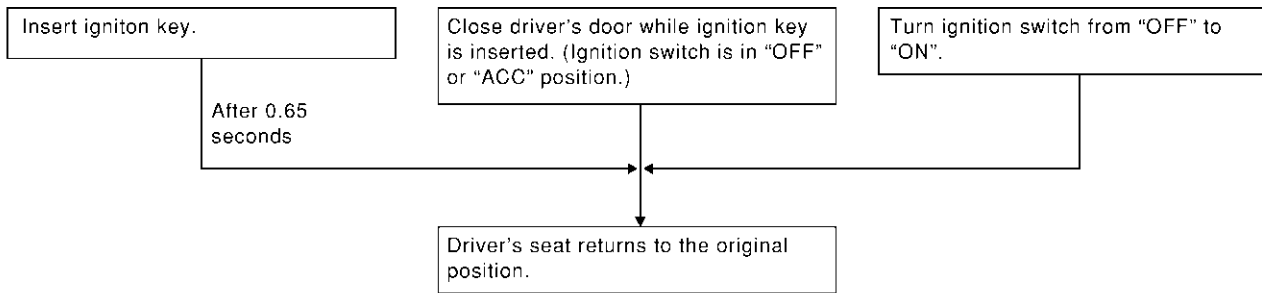 Insert igniton key.
Close driver's door while ignition key
is inserted. (Ignition switch is in “OFF”
or “ACC” position.)
Turn ignition switch from “OFF” to
“ON”.
After 0.65
seconds
Driver's seat returns to the original
position.